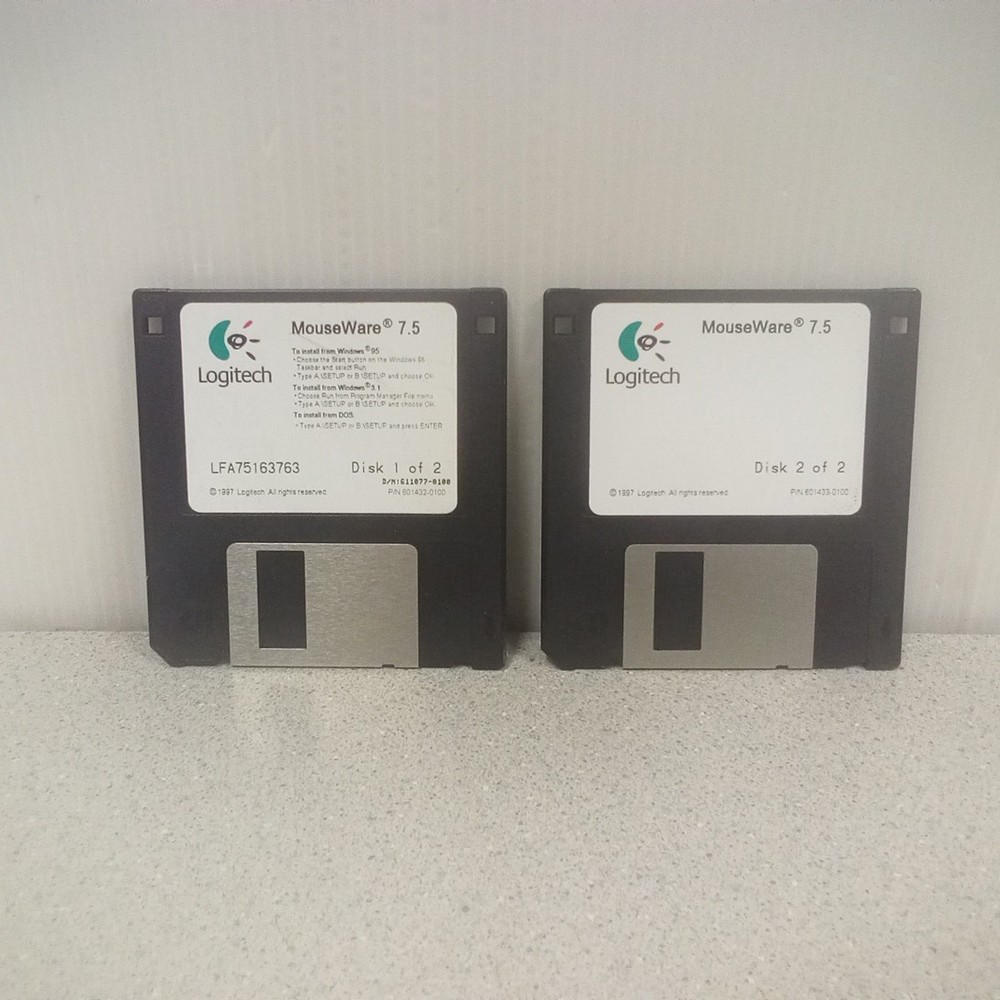 MouseWare® 7.5
Logitech
To install from Windows®95
• Choose the Start button on the Windows 95
Taskbar and select Run
• Type A:\SETUP or B:\SETUP and choose OK.
To install from Windows®3.1
• Choose Run from Program Manager File menu
• Type A:\SETUP or B:\SETUP and choose OK.
To install from DOS
• Type A:\SETUP or B:\SETUP and press ENTER
LFA75163763
Disk 1 of 2
D/N:611077-0100
© 1997 Logitech. All rights reserved.
P/N 601432-0100
MouseWare® 7.5
Logitech
Disk 2 of 2
© 1997 Logitech. All rights reserved.
P/N 601433-0100